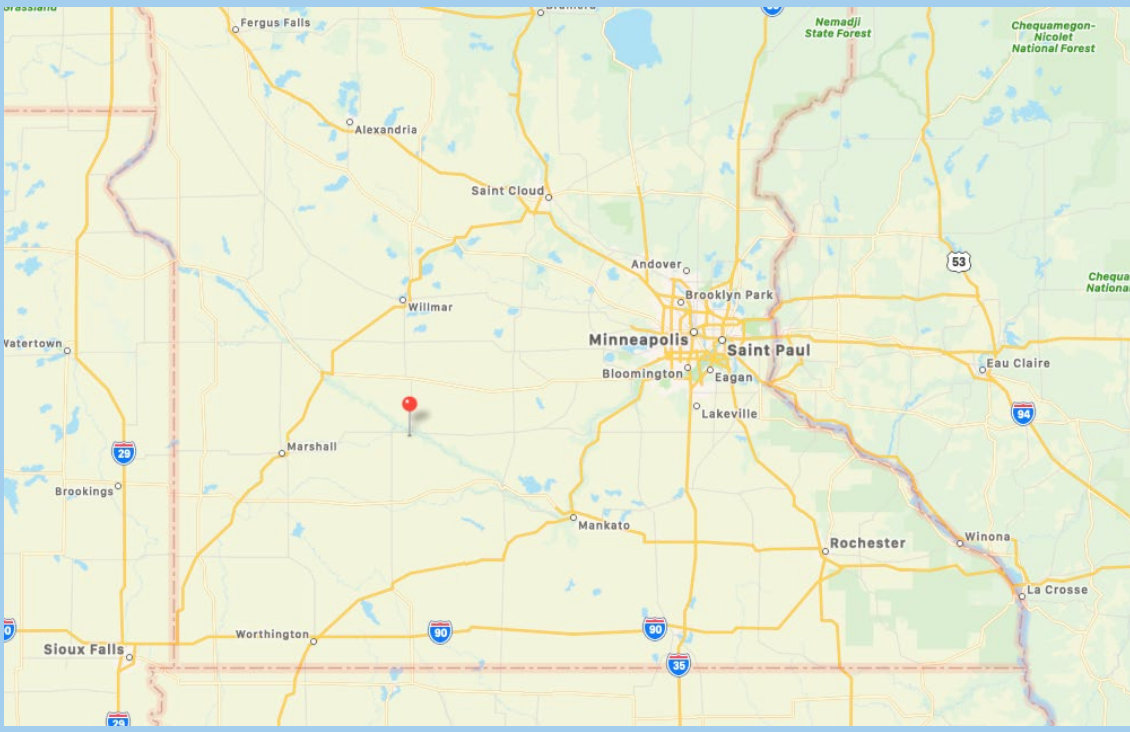 Grassland
Fergus Falls
Brainerd
35
Nemadji
State Forest
Chequamegon-
Nicolet
National Forest
Alexandria
Saint Cloud
Andover
53
Willmar
Brooklyn Park
Watertown
Minneapolis
Saint Paul
Bloomington
Eagan
Eau Claire
Lakeville
94
Marshall
29
Brookings
Mankato
Winona
Rochester
La Crosse
90
90
Worthington
Sioux Falls
35
29